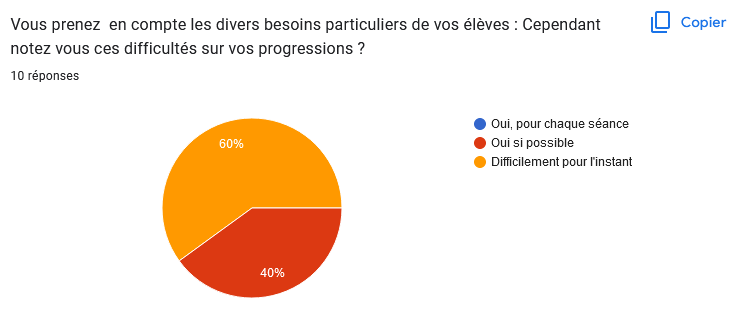 Vous prenez  en compte les divers besoins particuliers de vos élèves : Cependant
notez vous ces difficultés sur vos progressions ?
Copier
10 réponses
60%
40%
Oui, pour chaque séance
Oui si possible
Difficilement pour l'instant